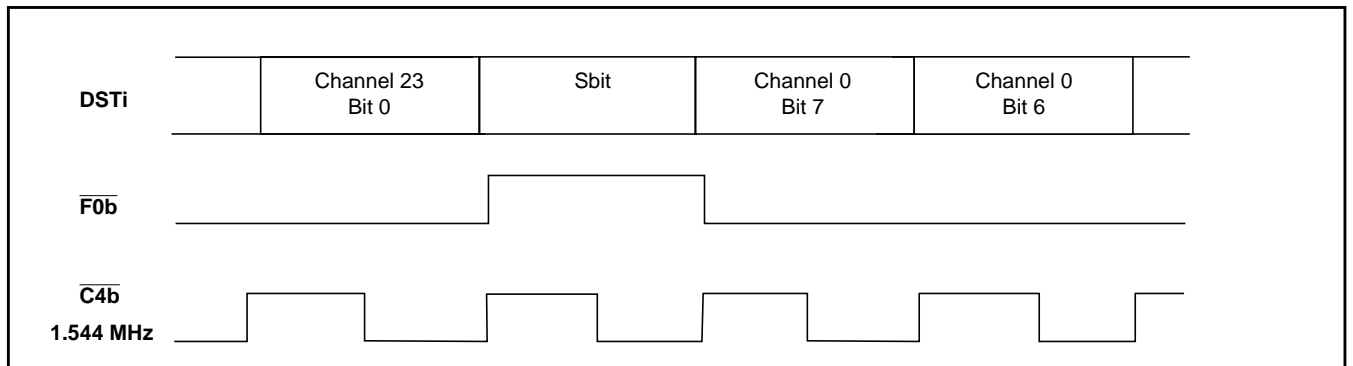 DSTi
Channel 23
Bit 0
Sbit
Channel 0
Bit 7
Channel 0
Bit 6
F0b
C4b
1.544 MHz